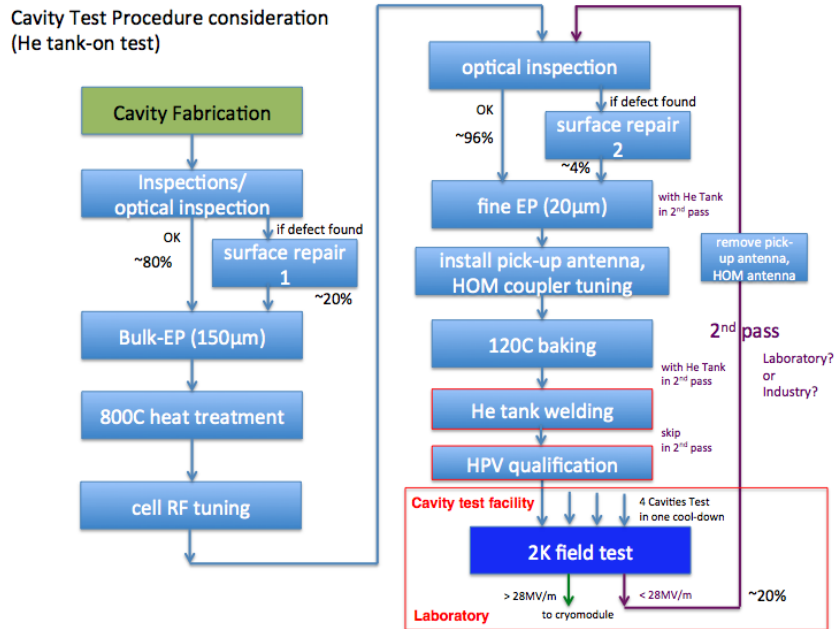 Cavity Test Procedure consideration
(He tank-on test)
Cavity Fabrication
Inspections/
optical inspection
OK
~80%
if defect found
surface repair
1
~20%
Bulk-EP (150μm)
800C heat treatment
cell RF tuning
optical inspection
OK
~96%
if defect found
surface repair
2
~4%
fine EP (20μm)
with He Tank
in 2nd pass
install pick-up antenna,
HOM coupler tuning
120C baking
with He Tank
in 2nd pass
He tank welding
skip
in 2nd pass
HPV qualification
remove pick-
up antenna,
HOM antenna
2nd pass
Laboratory?
or
Industry?
Cavity test facility
4 Cavities Test
in one cool-down
2K field test
> 28MV/m
to cryomodule
< 28MV/m
~20%
Laboratory